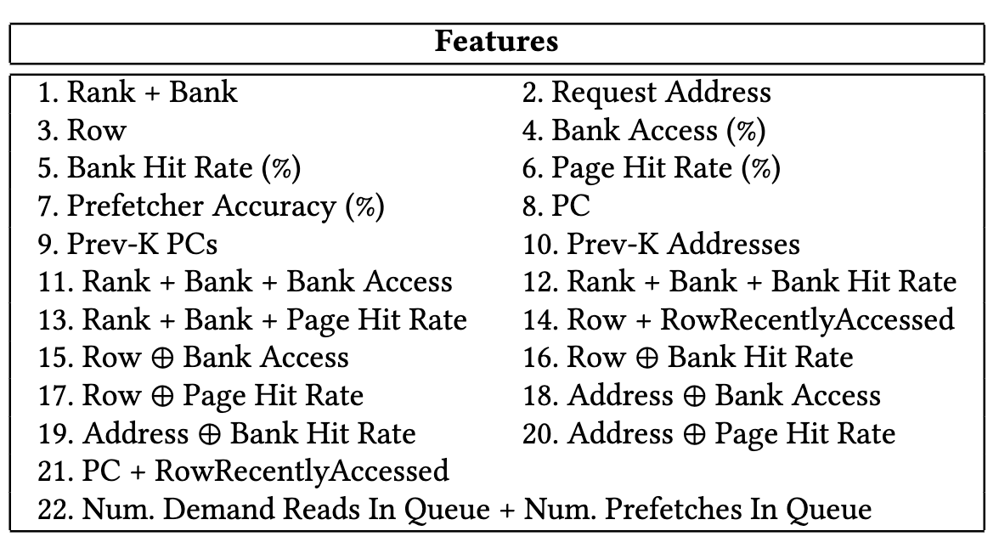 Features
1. Rank + Bank
2. Request Address
3. Row
4. Bank Access (%)
5. Bank Hit Rate (%)
6. Page Hit Rate (%)
7. Prefetcher Accuracy (%)
8. PC
9. Prev-K PCs
10. Prev-K Addresses
11. Rank + Bank + Bank Access
12. Rank + Bank + Bank Hit Rate
13. Rank + Bank + Page Hit Rate
14. Row + RowRecentlyAccessed
15. Row ⊕ Bank Access
16. Row ⊕ Bank Hit Rate
17. Row ⊕ Page Hit Rate
18. Address ⊕ Bank Access
19. Address ⊕ Bank Hit Rate
20. Address ⊕ Page Hit Rate
21. PC + RowRecentlyAccessed
22. Num. Demand Reads In Queue + Num. Prefetches In Queue